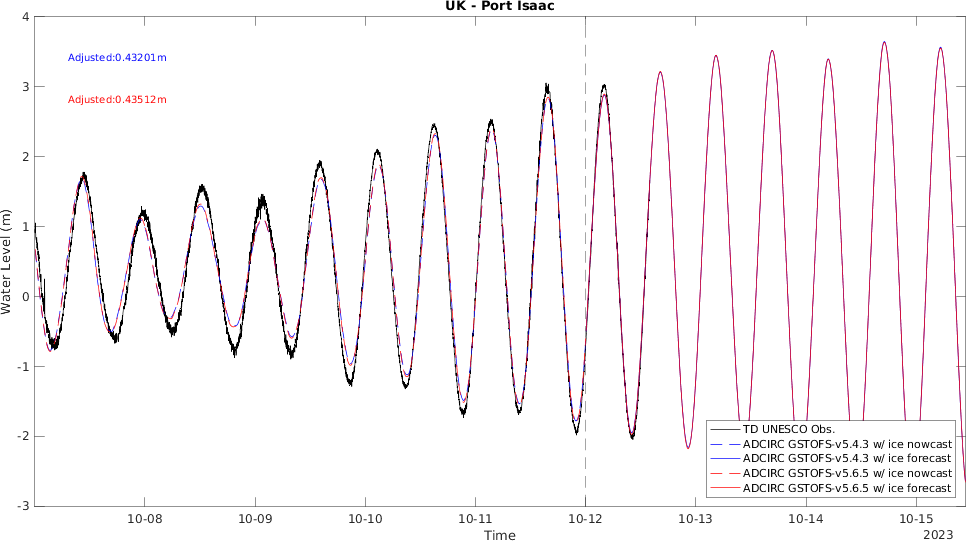 UK - Port Isaac
Adjusted:0.43201m
Adjusted:0.43512m
Water Level (m)
4
3
2
1
0
-1
-2
-3
TD UNESCO Obs.
ADCIRC GSTOFS-v5.4.3 w/ ice nowcast
ADCIRC GSTOFS-v5.4.3 w/ ice forecast
ADCIRC GSTOFS-v5.6.5 w/ ice nowcast
ADCIRC GSTOFS-v5.6.5 w/ ice forecast
10-08 10-09 10-10 10-11 10-12 10-13 10-14 10-15
Time
2023